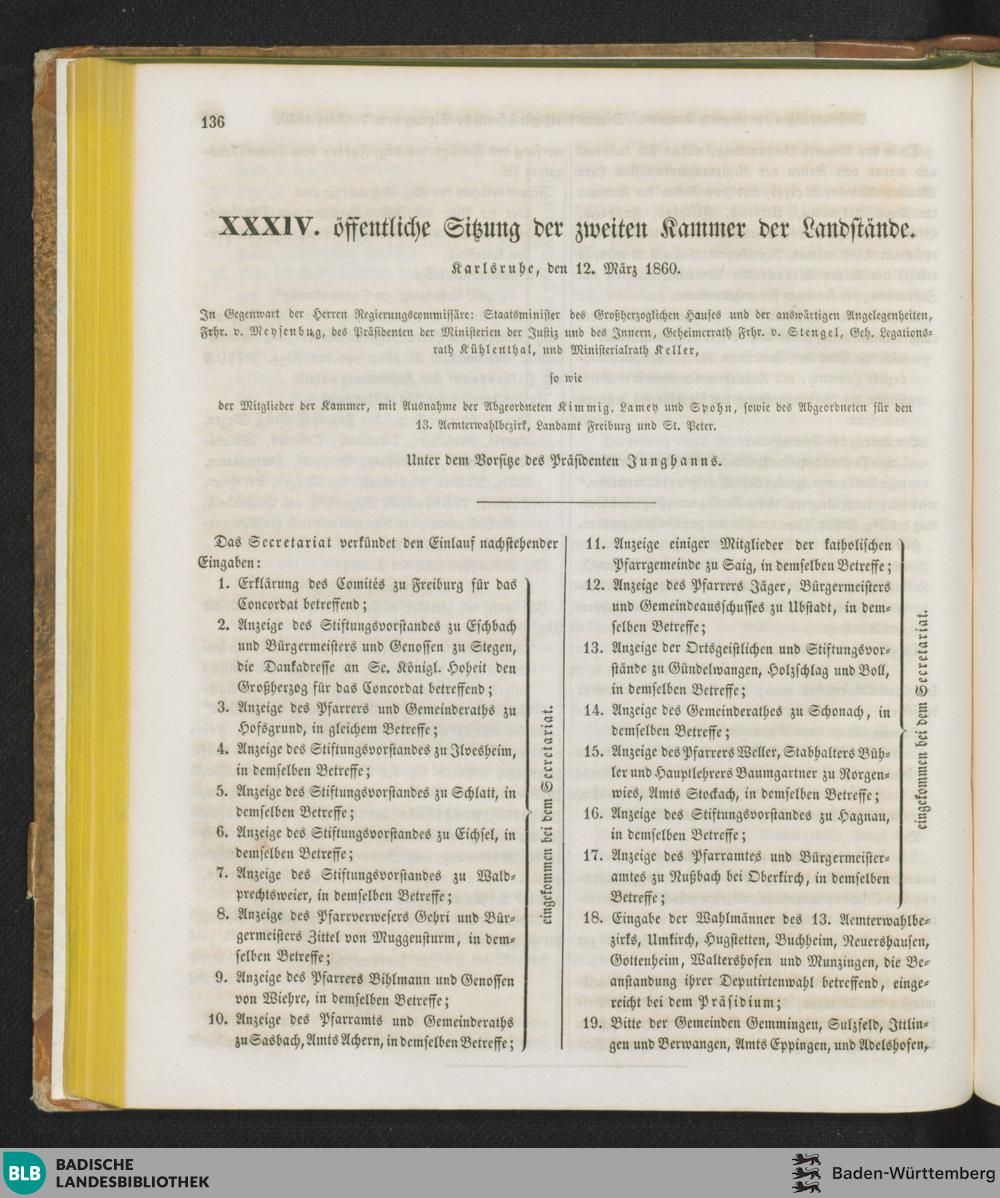 136
XXXIV. öffentliche Sitzung der zweiten Kammer der Landstände.
Karlsruhe, den 12. März 1860.
In Gegenwart der Herren Regierungscommissäre: Staatsminister des Großherzoglichen Hauses und der auswärtigen Angelegenheiten,
Frhr. v. Meysenbug, des Präsidenten der Ministerien der Justiz und des Innern, Geheimerrath Frhr. v. Stengel, Geh. Legations-
rath Kühlenthal, und Ministerialrath Keller,
so wie
der Mitglieder der Kammer, mit Ausnahme der Abgeordneten Kimmig, Lamey und Spohn, sowie des Abgeordneten für den
13. Aemterwahlbezirk, Landamt Freiburg und St. Peter.
Unter dem Vorsitze des Präsidenten Junghanns.
Das Secretariat verkündet den Einlauf nachstehender
Eingaben:
1. Erklärung des Comités zu Freiburg für das
Concordat betreffend;
2. Anzeige des Stiftungsvorstandes zu Eschbach
und Bürgermeisters und Genossen zu Stegen,
die Dankadresse an Se. Königl. Hoheit den
Großherzog für das Concordat betreffend;
3. Anzeige des Pfarrers und Gemeinderaths zu
Hofsgrund, in gleichem Betreffe;
4. Anzeige des Stiftungsvorstandes zu Ilvesheim,
in demselben Betreffe;
5. Anzeige des Stiftungsvorstandes zu Schlatt, in
demselben Betreffe;
6. Anzeige des Stiftungsvorstandes zu Eichsel, in
demselben Betreffe;
7. Anzeige des Stiftungsvorstandes zu Wald-
prechtsweier, in demselben Betreffe;
8. Anzeige des Pfarrverwesers Gehri und Bür-
germeisters Zittel von Muggensturm, in dem-
selben Betreffe;
9. Anzeige des Pfarrers Bihlmann und Genossen
von Wiehre, in demselben Betreffe;
10. Anzeige des Pfarramts und Gemeinderaths
zu Sasbach, Amts Achern, in demselben Betreffe;
eingekommen bei dem Secretariat.
11. Anzeige einiger Mitglieder der katholischen
Pfarrgemeinde zu Saig, in demselben Betreffe;
12. Anzeige des Pfarrers Jäger, Bürgermeisters
und Gemeindeausschusses zu Ubstadt, in dem-
selben Betreffe;
13. Anzeige der Ortsgeistlichen und Stiftungsvor-
stände zu Gündelwangen, Holzschlag und Boll,
in demselben Betreffe;
14. Anzeige des Gemeinderathes zu Schonach, in
demselben Betreffe;
15. Anzeige des Pfarrers Weller, Stabhalters Büh-
ler und Hauptlehrers Baumgartner zu Norgen-
wies, Amts Stockach, in demselben Betreffe;
16. Anzeige des Stiftungsvorstandes zu Hagnau,
in demselben Betreffe;
17. Anzeige des Pfarramtes und Bürgermeister-
amtes zu Nußbach bei Oberkirch, in demselben
Betreffe;
eingekommen bei dem Secretariat.
18. Eingabe der Wahlmänner des 13. Aemterwahlbe-
zirks, Umkirch, Hugstetten, Buchheim, Neuershausen,
Gottenheim, Waltershofen und Munzingen, die Be-
anstandung ihrer Deputirtenwahl betreffend, einge-
reicht bei dem Präsidium;
19. Bitte der Gemeinden Gemmingen, Sulzfeld, Ittlin-
gen und Berwangen, Amts Eppingen, und Adelshofen,
BLB
BADISCHE
LANDESBIBLIOTHEK
Baden-Württemberg